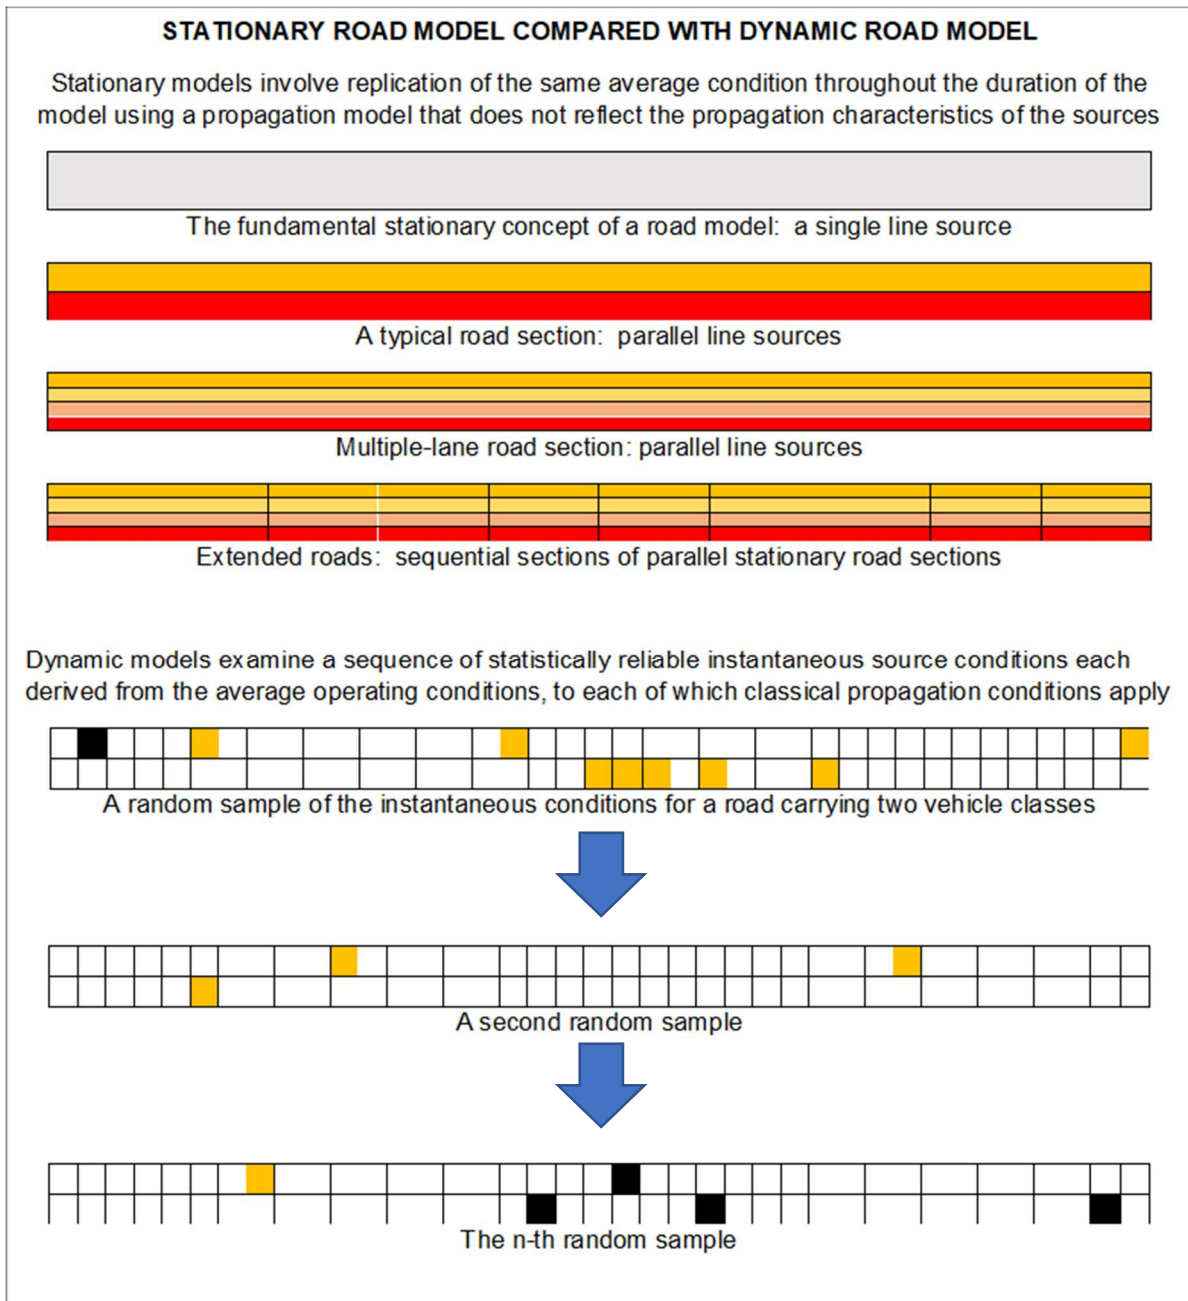 STATIONARY ROAD MODEL COMPARED WITH DYNAMIC ROAD MODEL
Stationary models involve replication of the same average condition throughout the duration of the
model using a propagation model that does not reflect the propagation characteristics of the sources
The fundamental stationary concept of a road model: a single line source
A typical road section: parallel line sources
Multiple-lane road section: parallel line sources
Extended roads: sequential sections of parallel stationary road sections
Dynamic models examine a sequence of statistically reliable instantaneous source conditions each
derived from the average operating conditions, to each of which classical propagation conditions apply
A random sample of the instantaneous conditions for a road carrying two vehicle classes
A second random sample
The n-th random sample